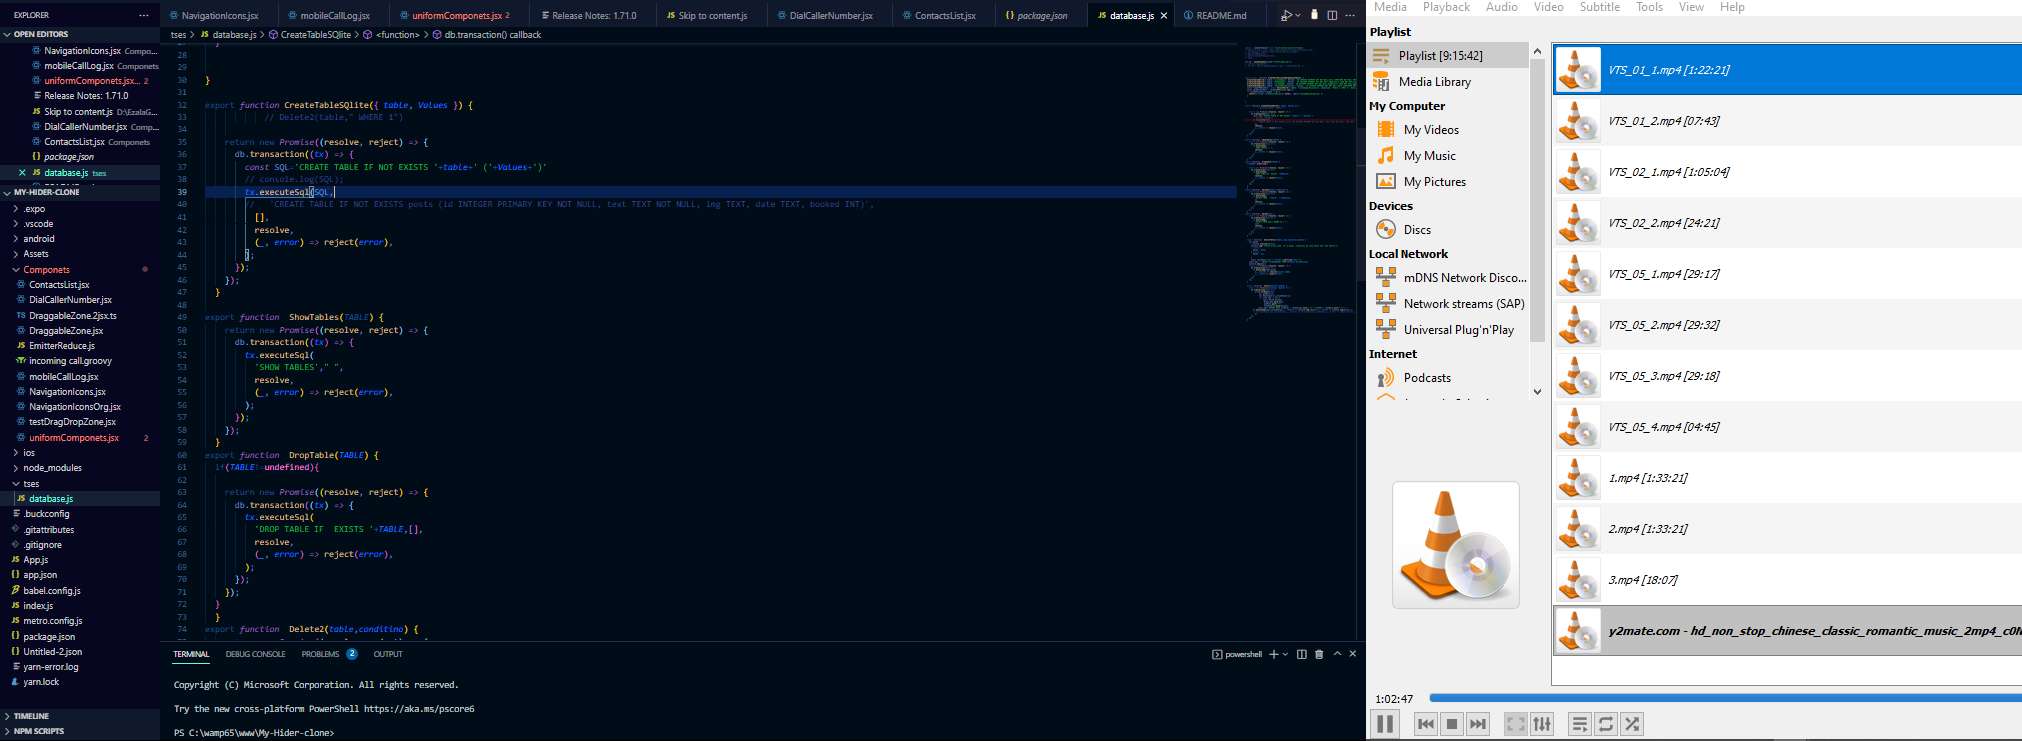 EXPLORER
OPEN EDITORS
NavigationIcons.jsx Compo...
mobileCallLog.jsx Componets
uniformComponets.jsx... 2
Release Notes: 1.71.0
Skip to content.js D:\EzalaG...
DialCallerNumber.jsx Comp...
ContactsList.jsx Componets
package.json
database.js tses
MY-HIDER-CLONE
.expo
.vscode
android
Assets
Componets
ContactsList.jsx
DialCallerNumber.jsx
DraggableZone.2jsx.ts
DraggableZone.jsx
EmitterReduce.js
incoming call.groovy
mobileCallLog.jsx
NavigationIcons.jsx
NavigationIconsOrg.jsx
testDragDropZone.jsx
uniformComponets.jsx 2
ios
node_modules
tses
database.js
.buckconfig
.gitattributes
.gitignore
App.js
app.json
babel.config.js
index.js
metro.config.js
package.json
Untitled-2.json
yarn-error.log
yarn.lock
TIMELINE
NPM SCRIPTS
NavigationIcons.jsx mobileCallLog.jsx uniformComponets.jsx 2 Release Notes: 1.71.0 Skip to content.js DialCallerNumber.jsx ContactsList.jsx package.json database.js README.md
tses > database.js > CreateTableSQlite > <function> > db.transaction() callback
28
29
30 }
31
32 export function CreateTableSQlite({ table, Values }) {
33 // Delete2(table," WHERE 1")
34
35 return new Promise((resolve, reject) => {
36 db.transaction((tx) => {
37 const SQL='CREATE TABLE IF NOT EXISTS '+table+' ('+Values+')'
38 // console.log(SQL);
39 tx.executeSql(SQL,
40 // 'CREATE TABLE IF NOT EXISTS posts (id INTEGER PRIMARY KEY NOT NULL, text TEXT NOT NULL, img TEXT, date TEXT, booked INT)',
41 [],
42 resolve,
43 (_, error) => reject(error),
44 );
45 });
46 });
47 }
48
49 export function ShowTables(TABLE) {
50 return new Promise((resolve, reject) => {
51 db.transaction((tx) => {
52 tx.executeSql(
53 'SHOW TABLES'," ",
54 resolve,
55 (_, error) => reject(error),
56 );
57 });
58 });
59 }
60 export function DropTable(TABLE) {
61 if(TABLE!=undefined){
62
63 return new Promise((resolve, reject) => {
64 db.transaction((tx) => {
65 tx.executeSql(
66 'DROP TABLE IF EXISTS '+TABLE,[],
67 resolve,
68 (_, error) => reject(error),
69 );
70 });
71 });
72 }
73 }
74 export function Delete2(table,conditino) {
TERMINAL DEBUG CONSOLE PROBLEMS 2 OUTPUT
powershell
Copyright (C) Microsoft Corporation. All rights reserved.
Try the new cross-platform PowerShell https://aka.ms/pscore6
PS C:\wamp65\www\My-Hider-clone>
Media Playback Audio Video Subtitle Tools View Help
Playlist
Playlist [9:15:42]
Media Library
My Computer
My Videos
My Music
My Pictures
Devices
Discs
Local Network
mDNS Network Disco...
Network streams (SAP)
Universal Plug'n'Play
Internet
Podcasts
VTS_01_1.mp4 [1:22:21]
VTS_01_2.mp4 [07:43]
VTS_02_1.mp4 [1:05:04]
VTS_02_2.mp4 [24:21]
VTS_05_1.mp4 [29:17]
VTS_05_2.mp4 [29:32]
VTS_05_3.mp4 [29:18]
VTS_05_4.mp4 [04:45]
1.mp4 [1:33:21]
2.mp4 [1:33:21]
3.mp4 [18:07]
y2mate.com - hd_non_stop_chinese_classic_romantic_music_2mp4_c0
1:02:47